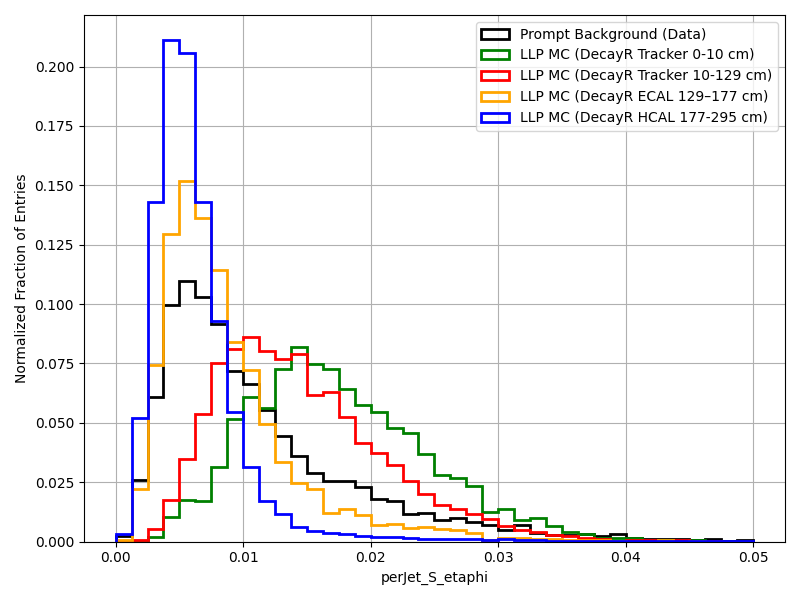 Prompt Background (Data)
LLP MC (DecayR Tracker 0-10 cm)
LLP MC (DecayR Tracker 10-129 cm)
LLP MC (DecayR ECAL 129–177 cm)
LLP MC (DecayR HCAL 177-295 cm)
Normalized Fraction of Entries
0.200
0.175
0.150
0.125
0.100
0.075
0.050
0.025
0.000
0.00 0.01 0.02 0.03 0.04 0.05
perJet_S_etaphi